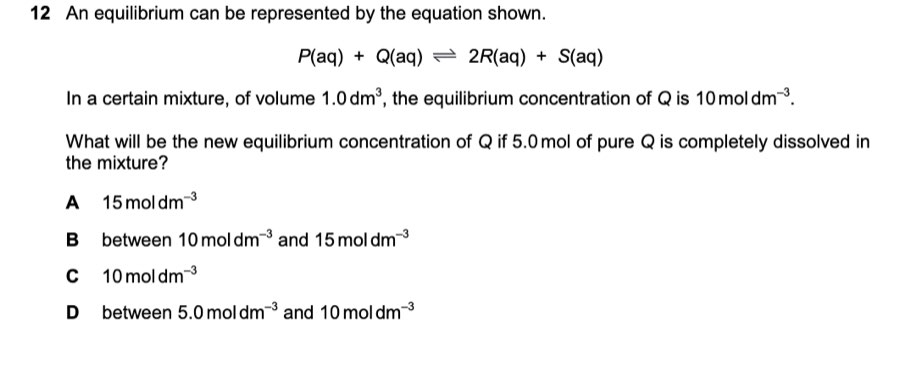 12 An equilibrium can be represented by the equation shown.
P(aq) + Q(aq) ⇌ 2R(aq) + S(aq)
In a certain mixture, of volume 1.0 dm³, the equilibrium concentration of Q is 10 mol dm⁻³.
What will be the new equilibrium concentration of Q if 5.0 mol of pure Q is completely dissolved in
the mixture?
A 15 mol dm⁻³
B between 10 mol dm⁻³ and 15 mol dm⁻³
C 10 mol dm⁻³
D between 5.0 mol dm⁻³ and 10 mol dm⁻³